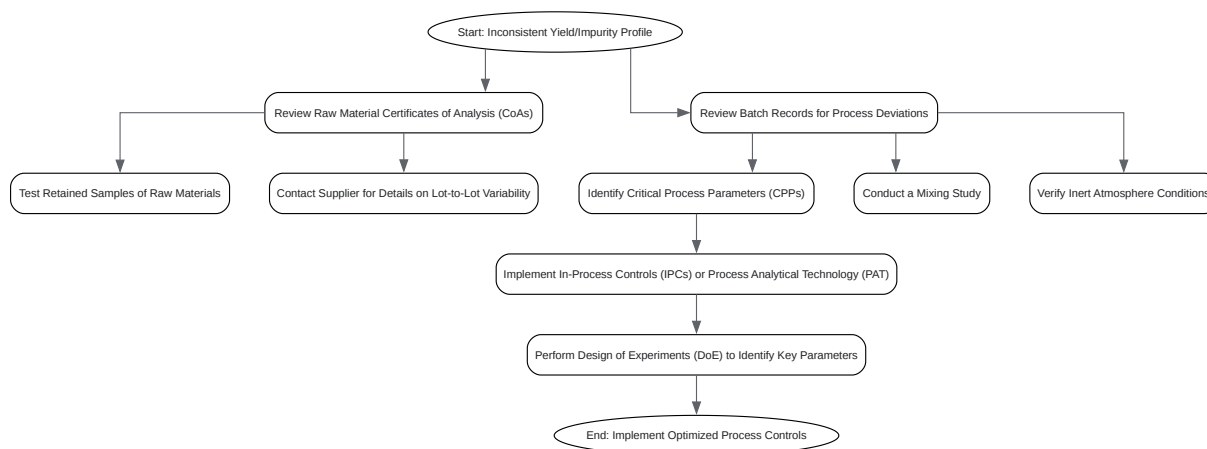 Start: Inconsistent Yield/Impurity Profile
Review Raw Material Certificates of Analysis (CoAs)
Review Batch Records for Process Deviations
Test Retained Samples of Raw Materials
Contact Supplier for Details on Lot-to-Lot Variability
Identify Critical Process Parameters (CPPs)
Conduct a Mixing Study
Verify Inert Atmosphere Conditions
Implement In-Process Controls (IPCs) or Process Analytical Technology (PAT)
Perform Design of Experiments (DoE) to Identify Key Parameters
End: Implement Optimized Process Controls